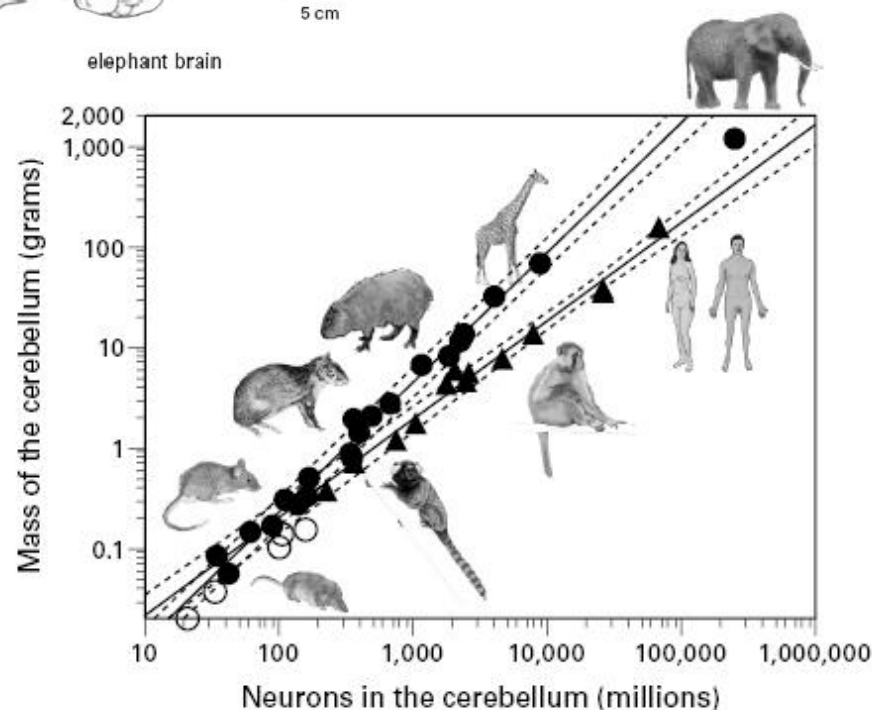 5 cm
elephant brain
2,000
1,000
100
10
1
0.1
Mass of the cerebellum (grams)
10 100 1,000 10,000 100,000 1,000,000
Neurons in the cerebellum (millions)